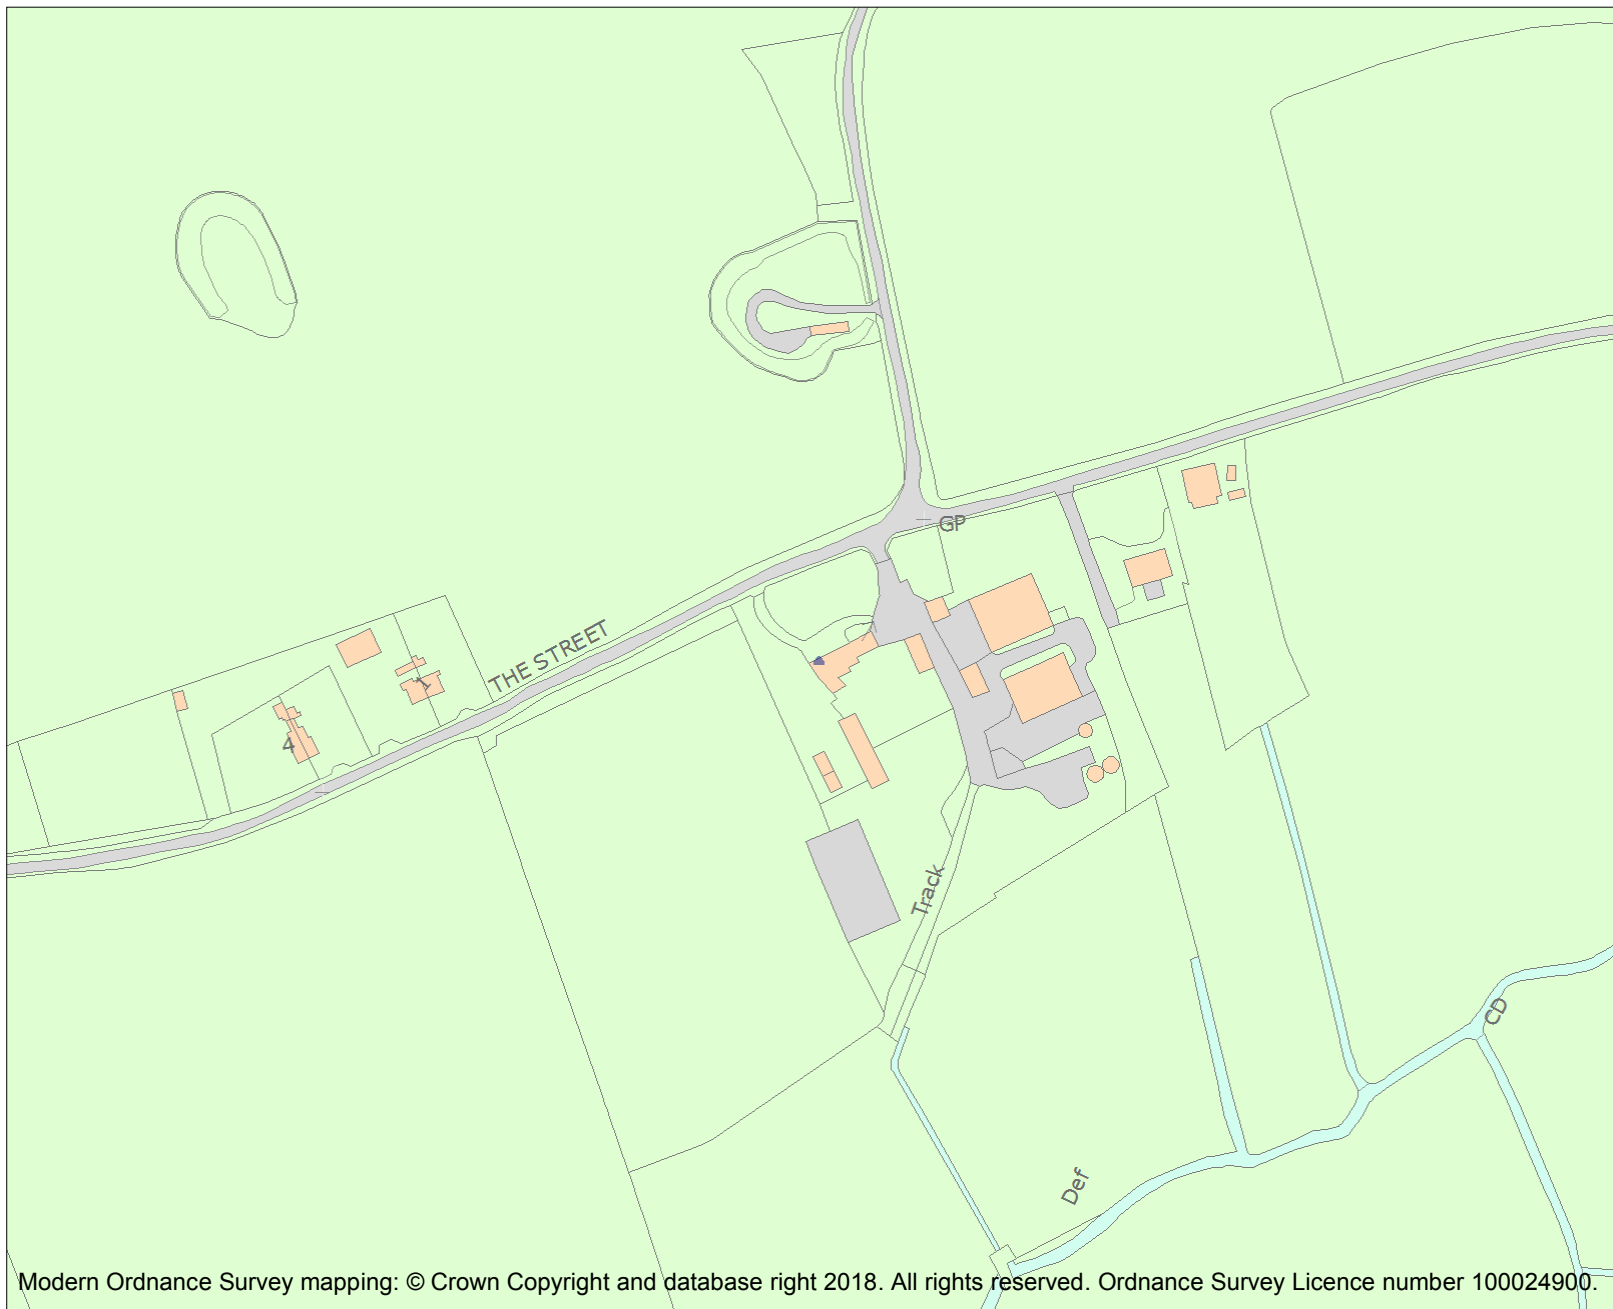 GP
THE STREET
1
4
Track
CD
Def
Modern Ordnance Survey mapping: © Crown Copyright and database right 2018. All rights reserved. Ordnance Survey Licence number 100024900.